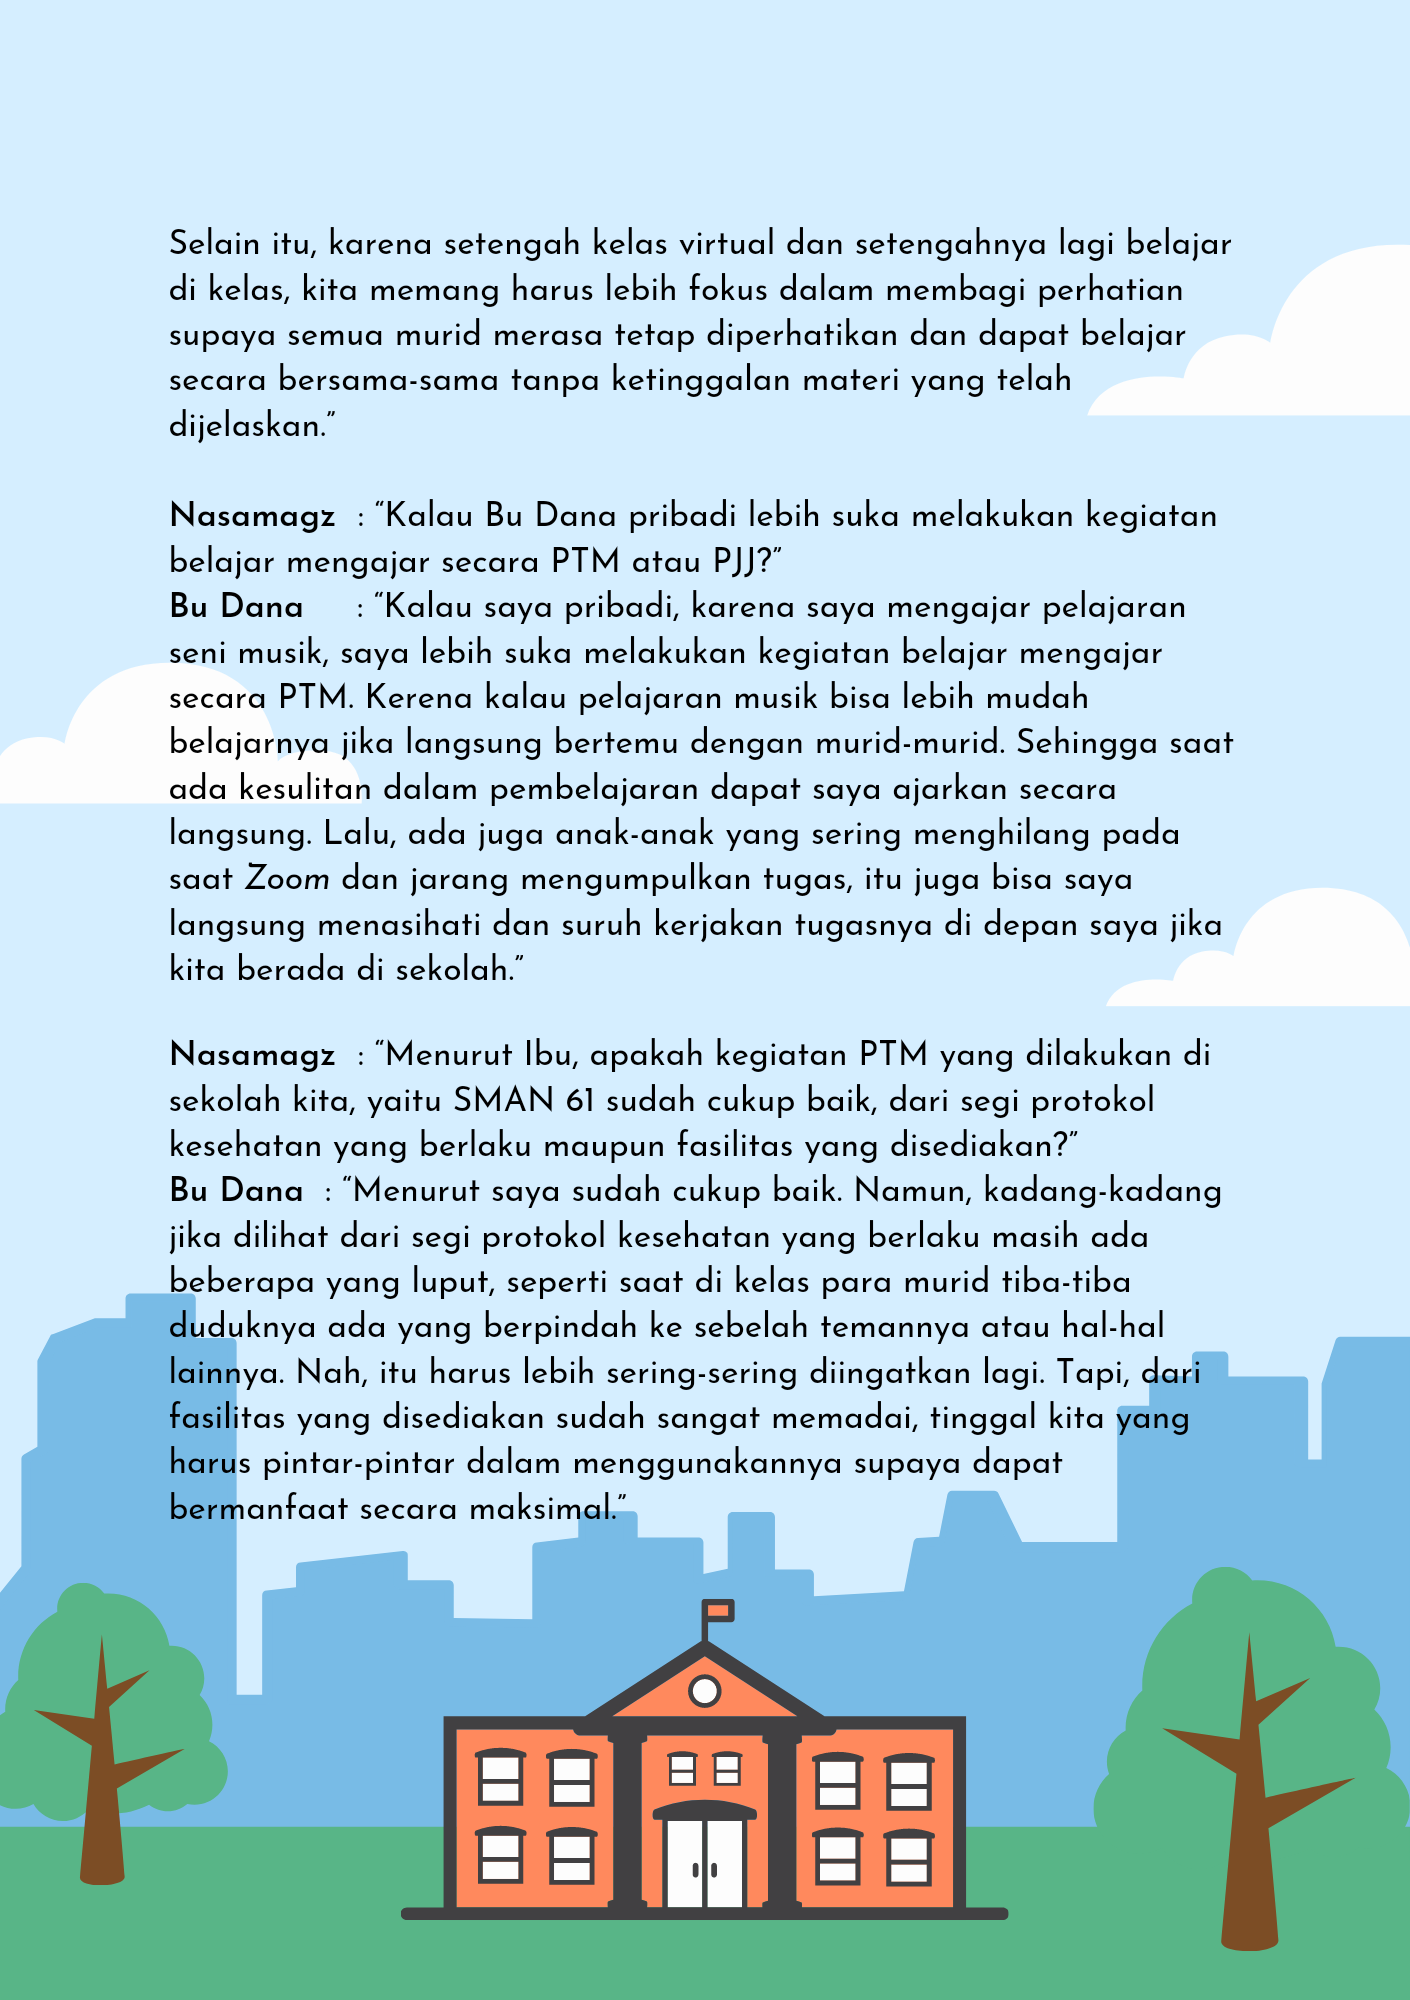 Selain itu, karena setengah kelas virtual dan setengahnya lagi belajar
di kelas, kita memang harus lebih fokus dalam membagi perhatian
supaya semua murid merasa tetap diperhatikan dan dapat belajar
secara bersama-sama tanpa ketinggalan materi yang telah
dijelaskan.”
Nasamagz : “Kalau Bu Dana pribadi lebih suka melakukan kegiatan
belajar mengajar secara PTM atau PJJ?”
Bu Dana : “Kalau saya pribadi, karena saya mengajar pelajaran
seni musik, saya lebih suka melakukan kegiatan belajar mengajar
secara PTM. Kerena kalau pelajaran musik bisa lebih mudah
belajarnya jika langsung bertemu dengan murid-murid. Sehingga saat
ada kesulitan dalam pembelajaran dapat saya ajarkan secara
langsung. Lalu, ada juga anak-anak yang sering menghilang pada
saat Zoom dan jarang mengumpulkan tugas, itu juga bisa saya
langsung menasihati dan suruh kerjakan tugasnya di depan saya jika
kita berada di sekolah.”
Nasamagz : “Menurut Ibu, apakah kegiatan PTM yang dilakukan di
sekolah kita, yaitu SMAN 61 sudah cukup baik, dari segi protokol
kesehatan yang berlaku maupun fasilitas yang disediakan?”
Bu Dana : “Menurut saya sudah cukup baik. Namun, kadang-kadang
jika dilihat dari segi protokol kesehatan yang berlaku masih ada
beberapa yang luput, seperti saat di kelas para murid tiba-tiba
duduknya ada yang berpindah ke sebelah temannya atau hal-hal
lainnya. Nah, itu harus lebih sering-sering diingatkan lagi. Tapi, dari
fasilitas yang disediakan sudah sangat memadai, tinggal kita yang
harus pintar-pintar dalam menggunakannya supaya dapat
bermanfaat secara maksimal.”